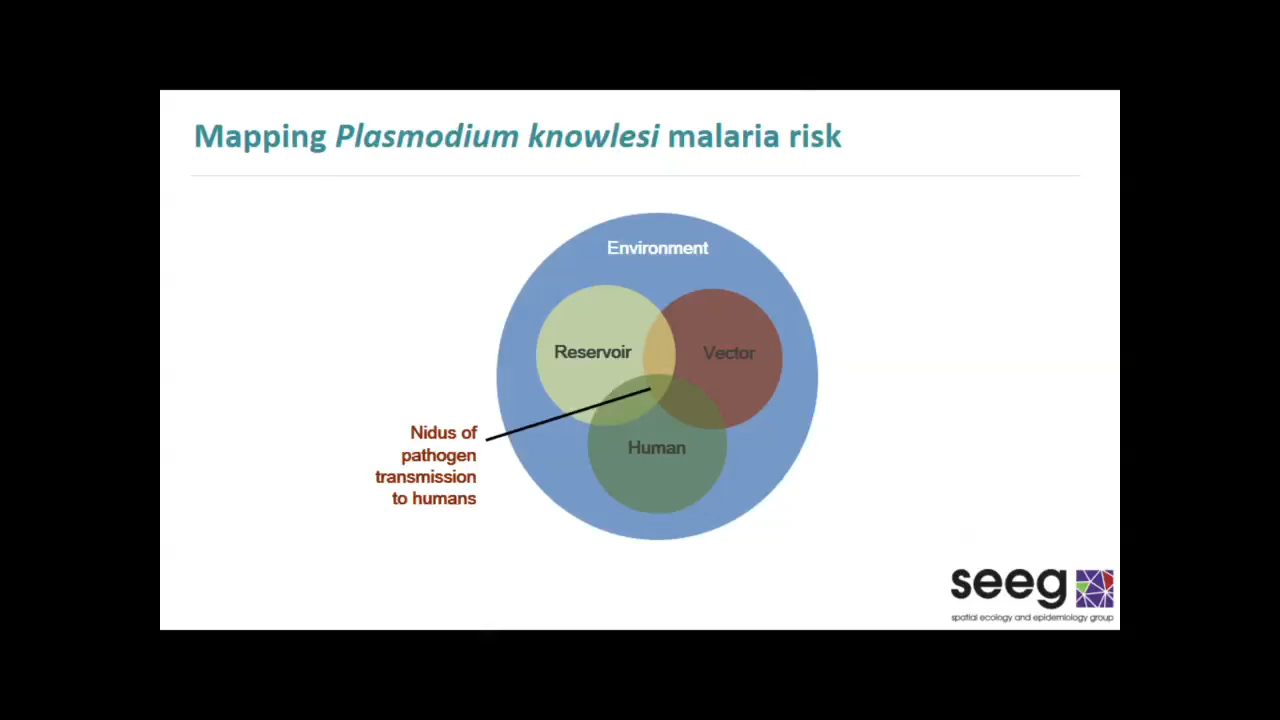 Mapping Plasmodium knowlesi malaria risk
Environment
Reservoir
Vector
Human
Nidus of
pathogen
transmission
to humans
seeg
spatial ecology and epidemiology group